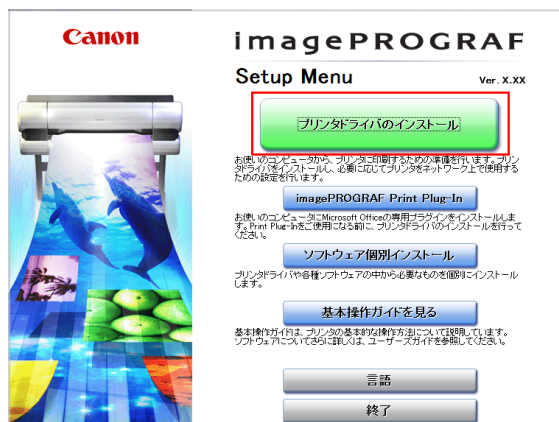 Canon
imagePROGRAF
Setup Menu
Ver. X.XX
プリンタドライバのインストール
お使いのコンピュータから、プリンタに印刷するための準備を行います。プリン
タドライバをインストールし、必要に応じてプリンタをネットワーク上で使用する
ための設定を行います。
imagePROGRAF Print Plug-In
お使いのコンピュータにMicrosoft Officeの専用プラグインをインストールしま
す。Print Plug-Inをご使用になる前に、プリンタドライバのインストールを行って
ください。
ソフトウェア個別インストール
プリンタドライバや各種ソフトウェアの中から必要なものを個別にインストール
します。
基本操作ガイドを見る
基本操作ガイドは、プリンタの基本的な操作方法について説明しています。
ソフトウェアについてさらに詳しくは、ユーザーズガイドを参照してください。
言語
終了